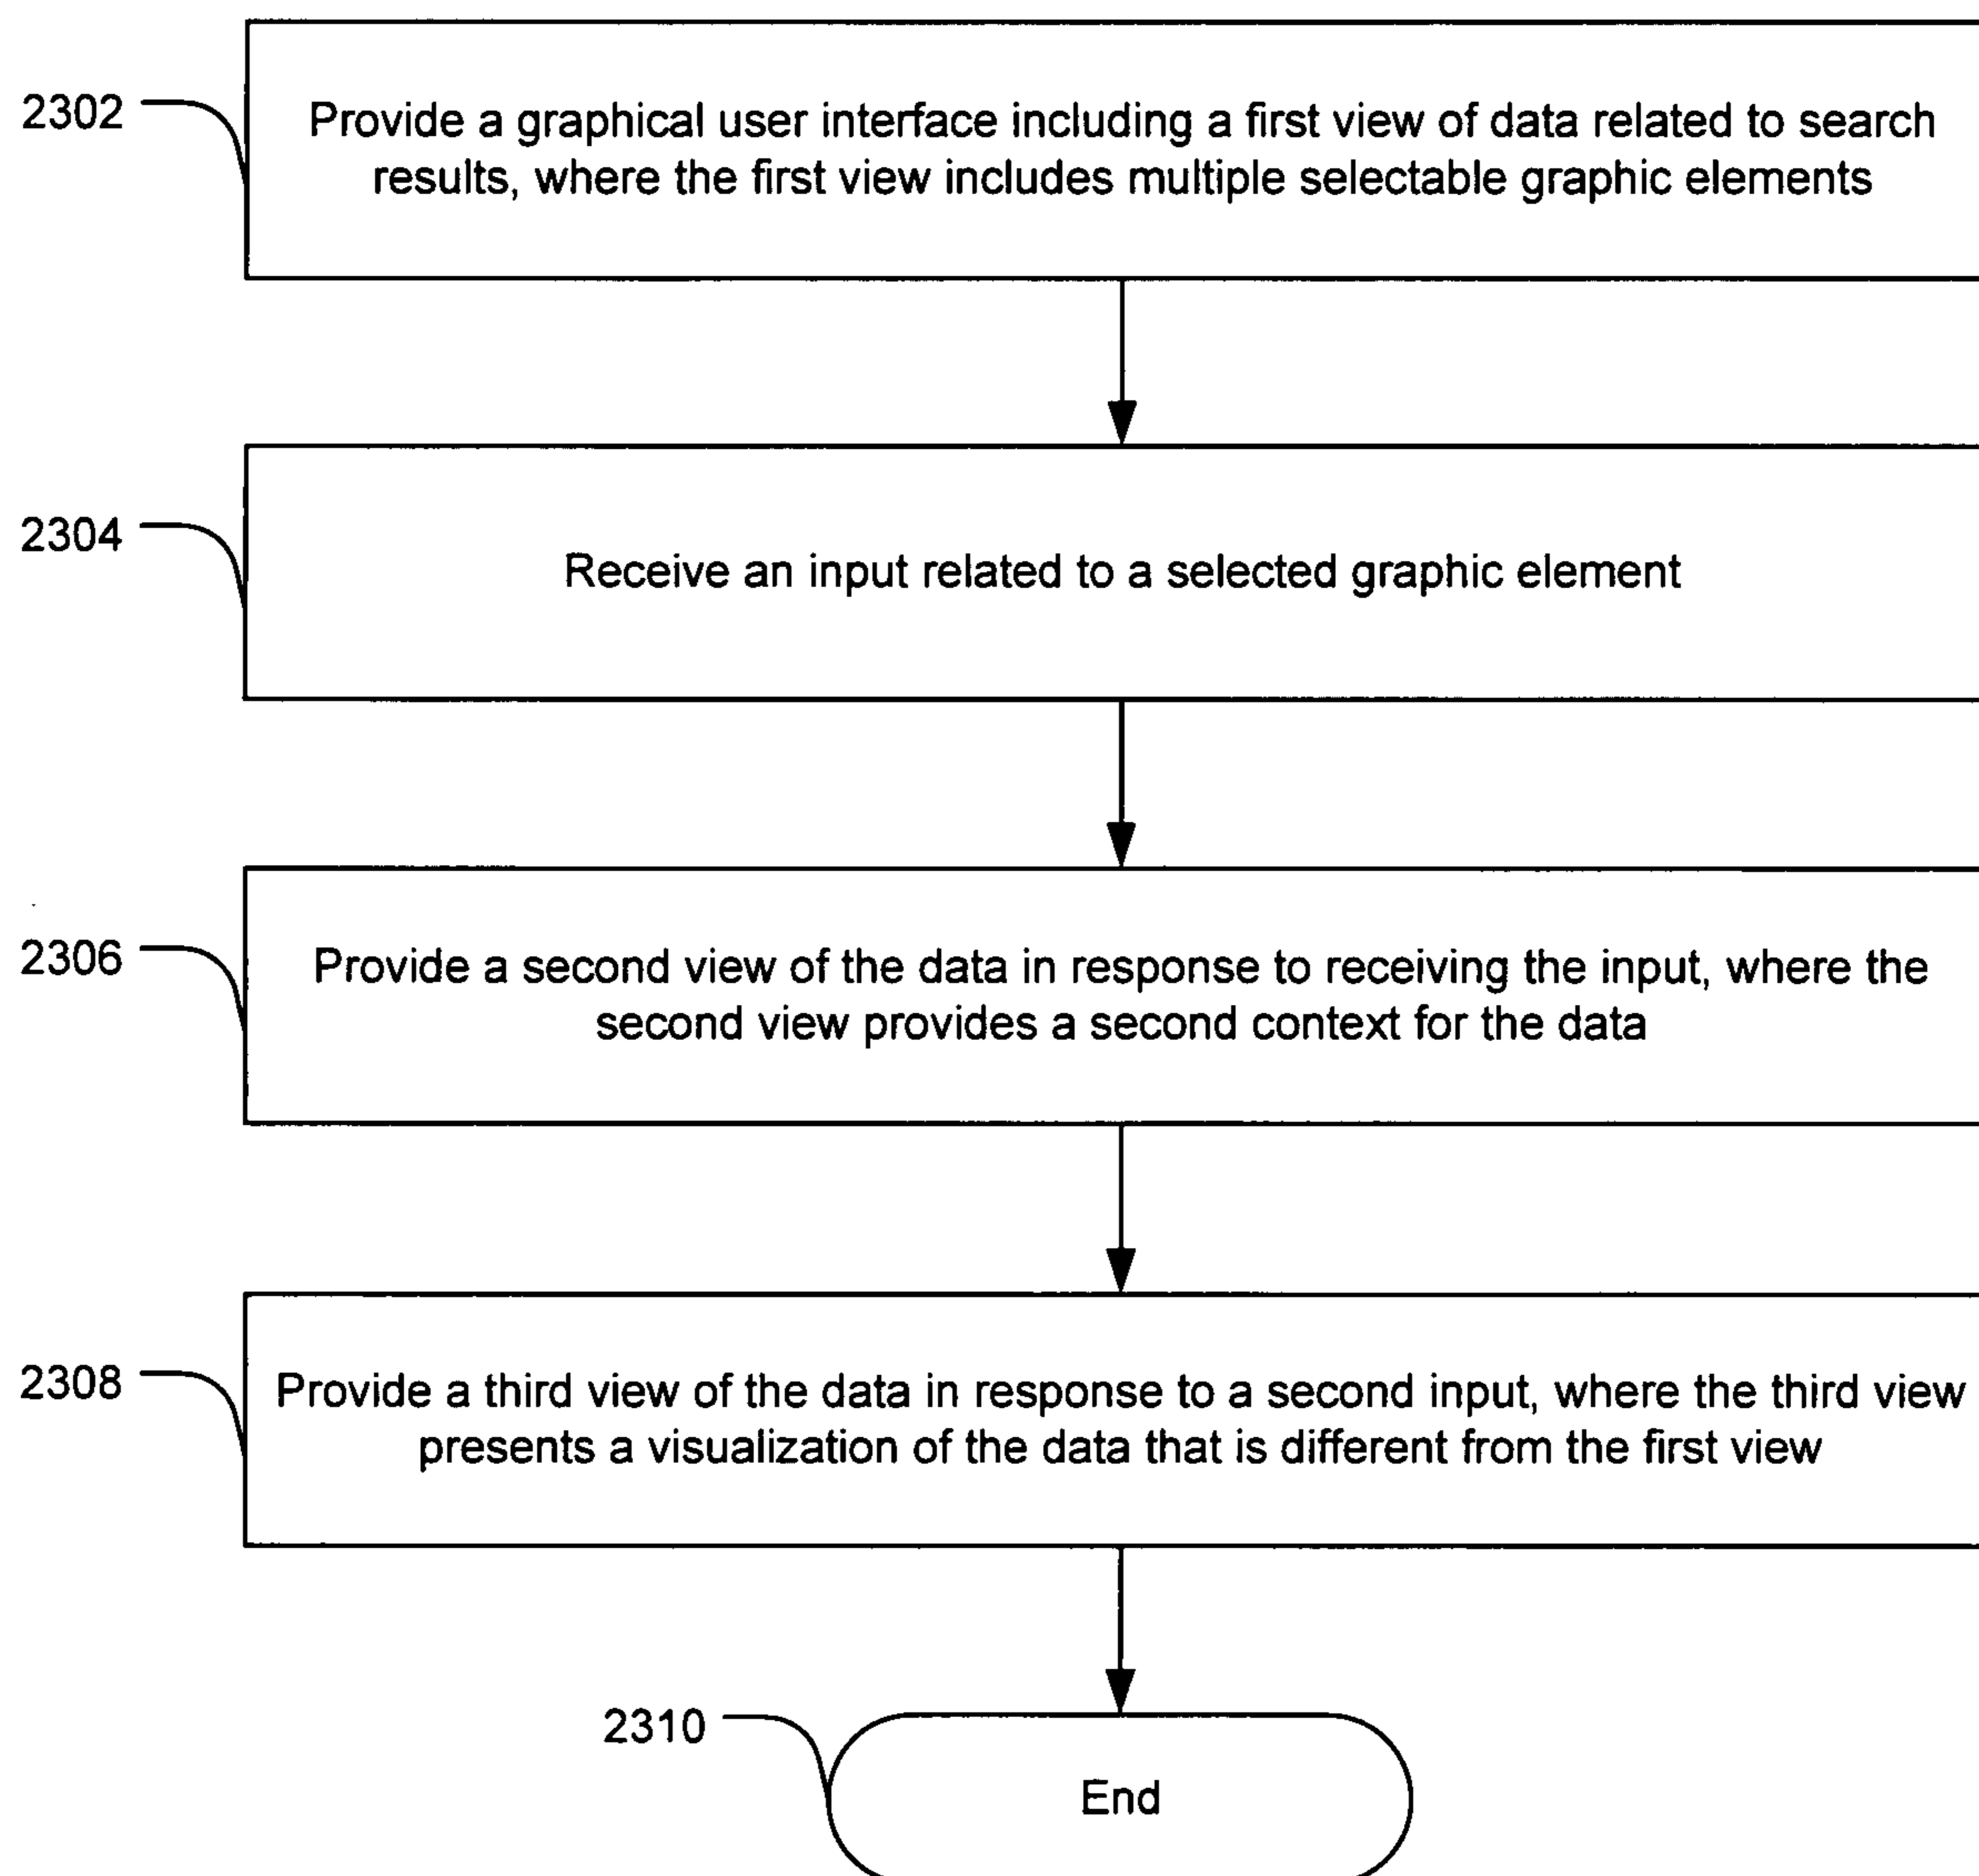 2302
Provide a graphical user interface including a first view of data related to search
results, where the first view includes multiple selectable graphic elements
2304
Receive an input related to a selected graphic element
2306
Provide a second view of the data in response to receiving the input, where the
second view provides a second context for the data
2308
Provide a third view of the data in response to a second input, where the third view
presents a visualization of the data that is different from the first view
2310
End